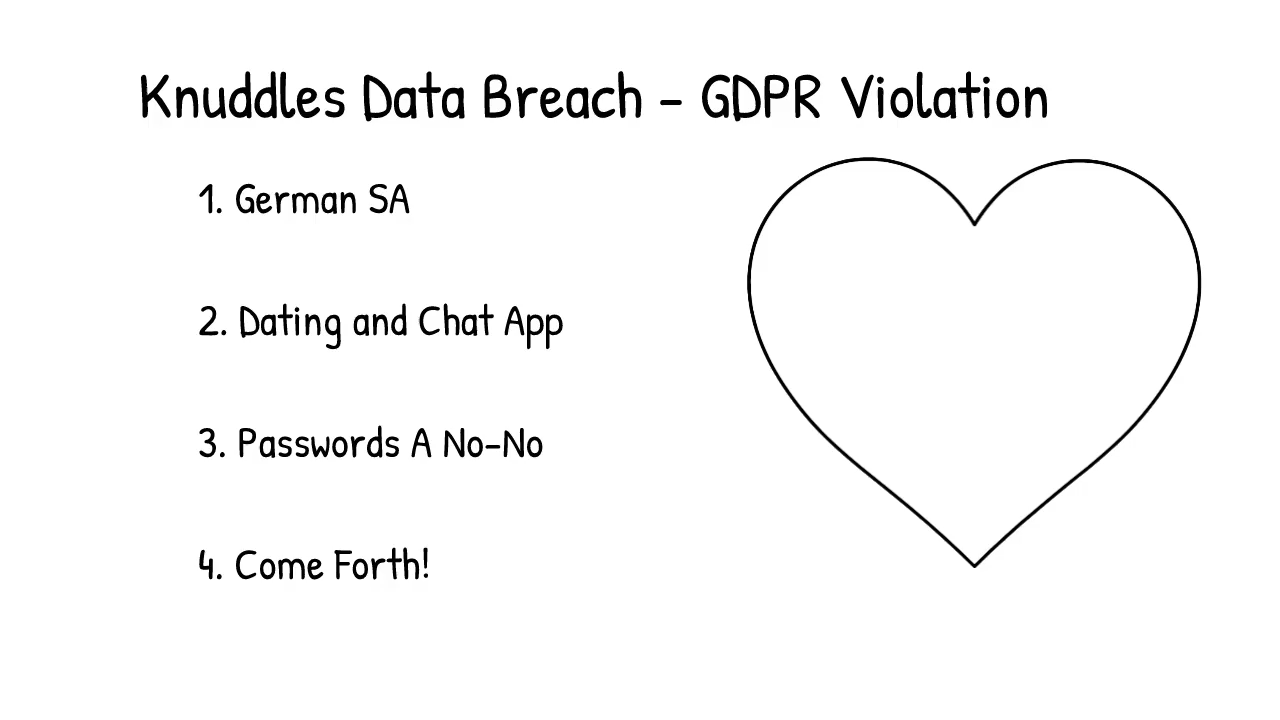 Knuddles Data Breach - GDPR Violation
1. German SA
2. Dating and Chat App
3. Passwords A No-No
4. Come Forth!